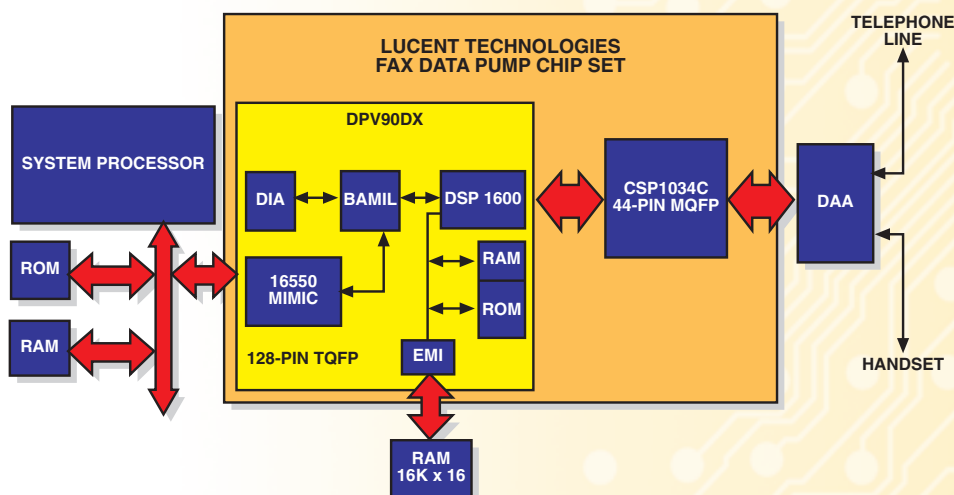 TELEPHONE
LINE
LUCENT TECHNOLOGIES
FAX DATA PUMP CHIP SET
DPV90DX
SYSTEM PROCESSOR
DIA
BAMIL
DSP 1600
CSP1034C
44-PIN MQFP
DAA
ROM
16550
MIMIC
RAM
ROM
RAM
128-PIN TQFP
EMI
HANDSET
RAM
16K x 16